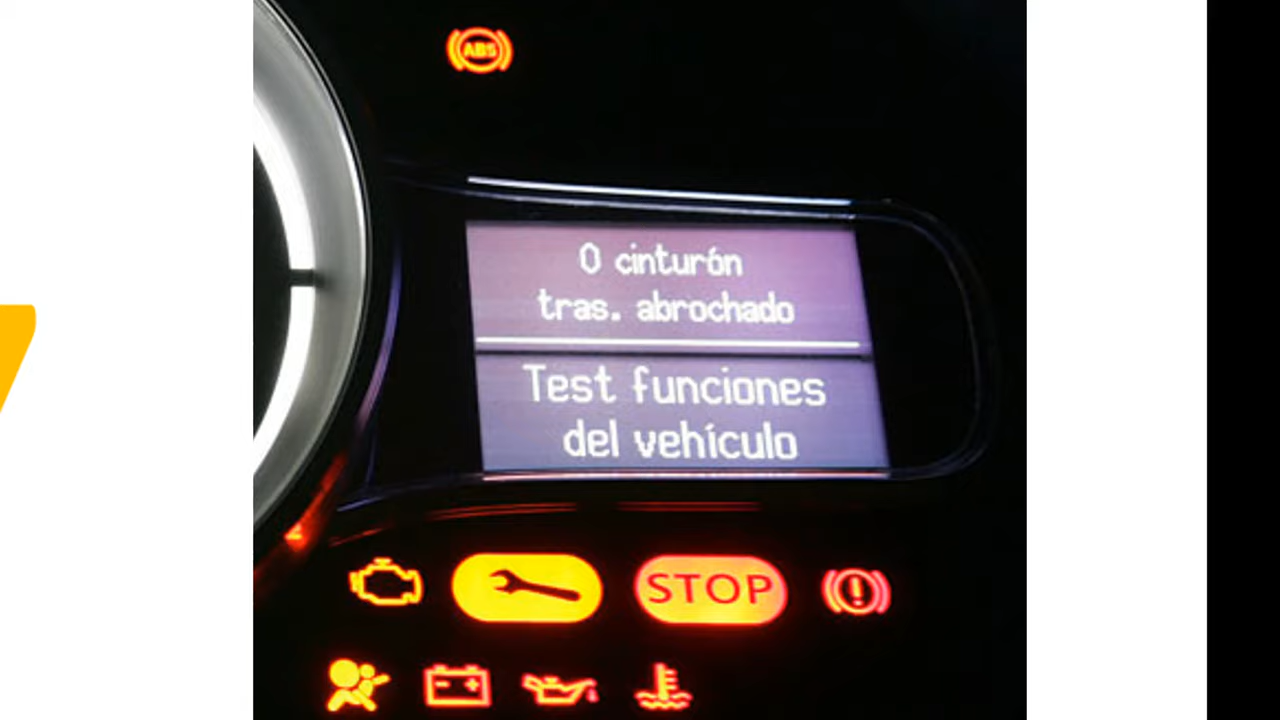 ABS
0 cinturón
tras. abrochado
Test funciones
del vehículo
STOP